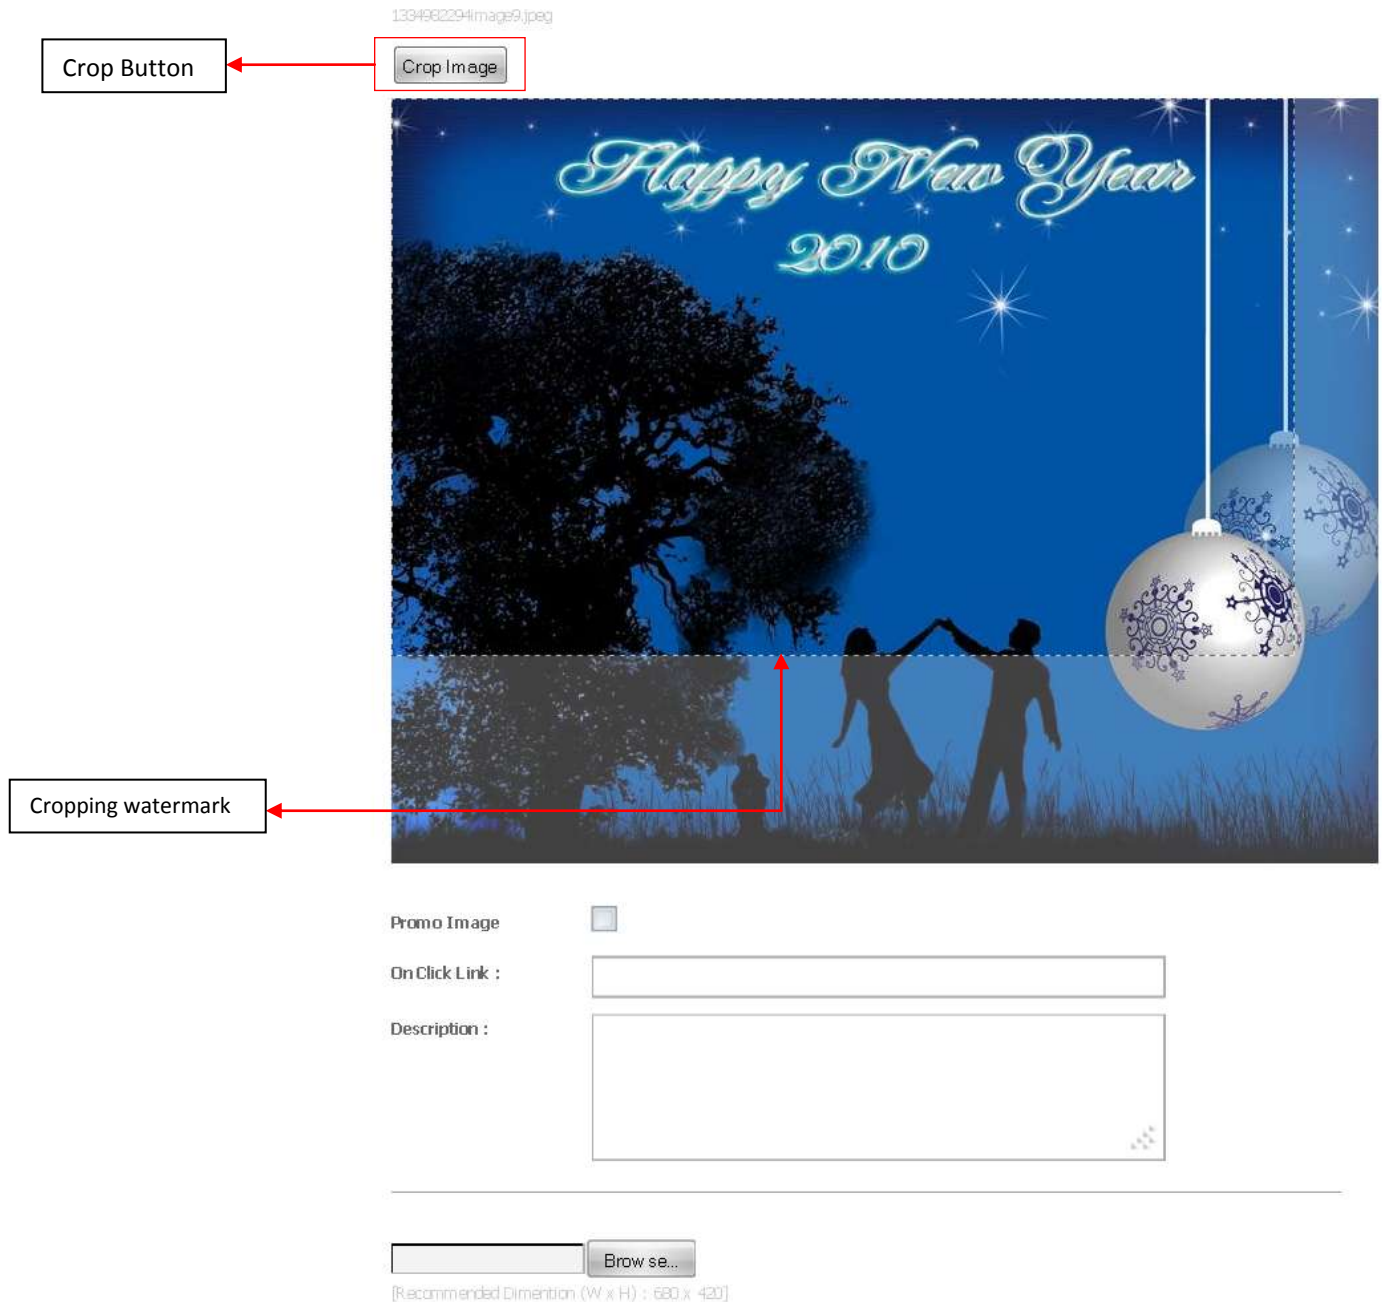 1334982294image9.jpeg
Crop Button
Crop Image
Happy New Year
2010
Cropping watermark
Promo Image
On Click Link :
Description :
Browse...
[Recommended Dimention (W x H) : 680 x 420]